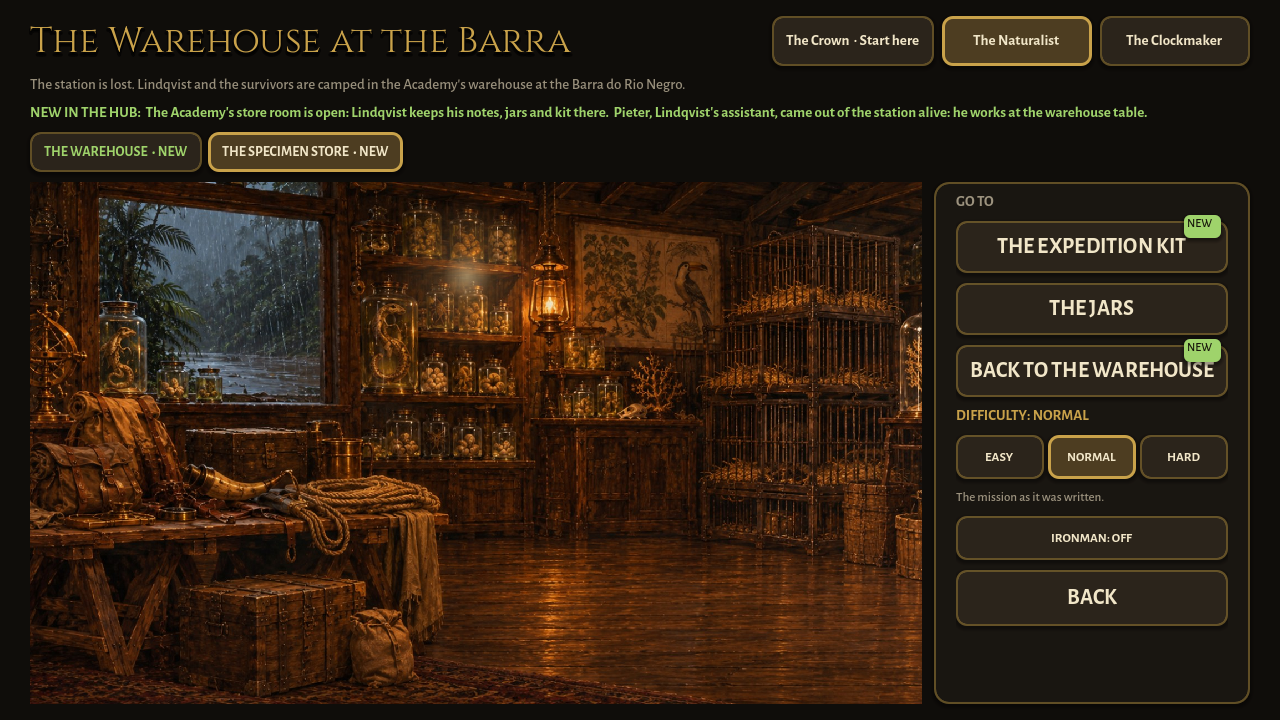 The Warehouse at the Barra
The Crown · Start here
The Naturalist
The Clockmaker
The station is lost. Lindqvist and the survivors are camped in the Academy's warehouse at the Barra do Rio Negro.
NEW IN THE HUB: The Academy's store room is open: Lindqvist keeps his notes, jars and kit there. Pieter, Lindqvist's assistant, came out of the station alive: he works at the warehouse table.
THE WAREHOUSE · NEW
THE SPECIMEN STORE · NEW
GO TO
NEW
THE EXPEDITION KIT
THE JARS
NEW
BACK TO THE WAREHOUSE
DIFFICULTY: NORMAL
EASY
NORMAL
HARD
The mission as it was written.
IRONMAN: OFF
BACK